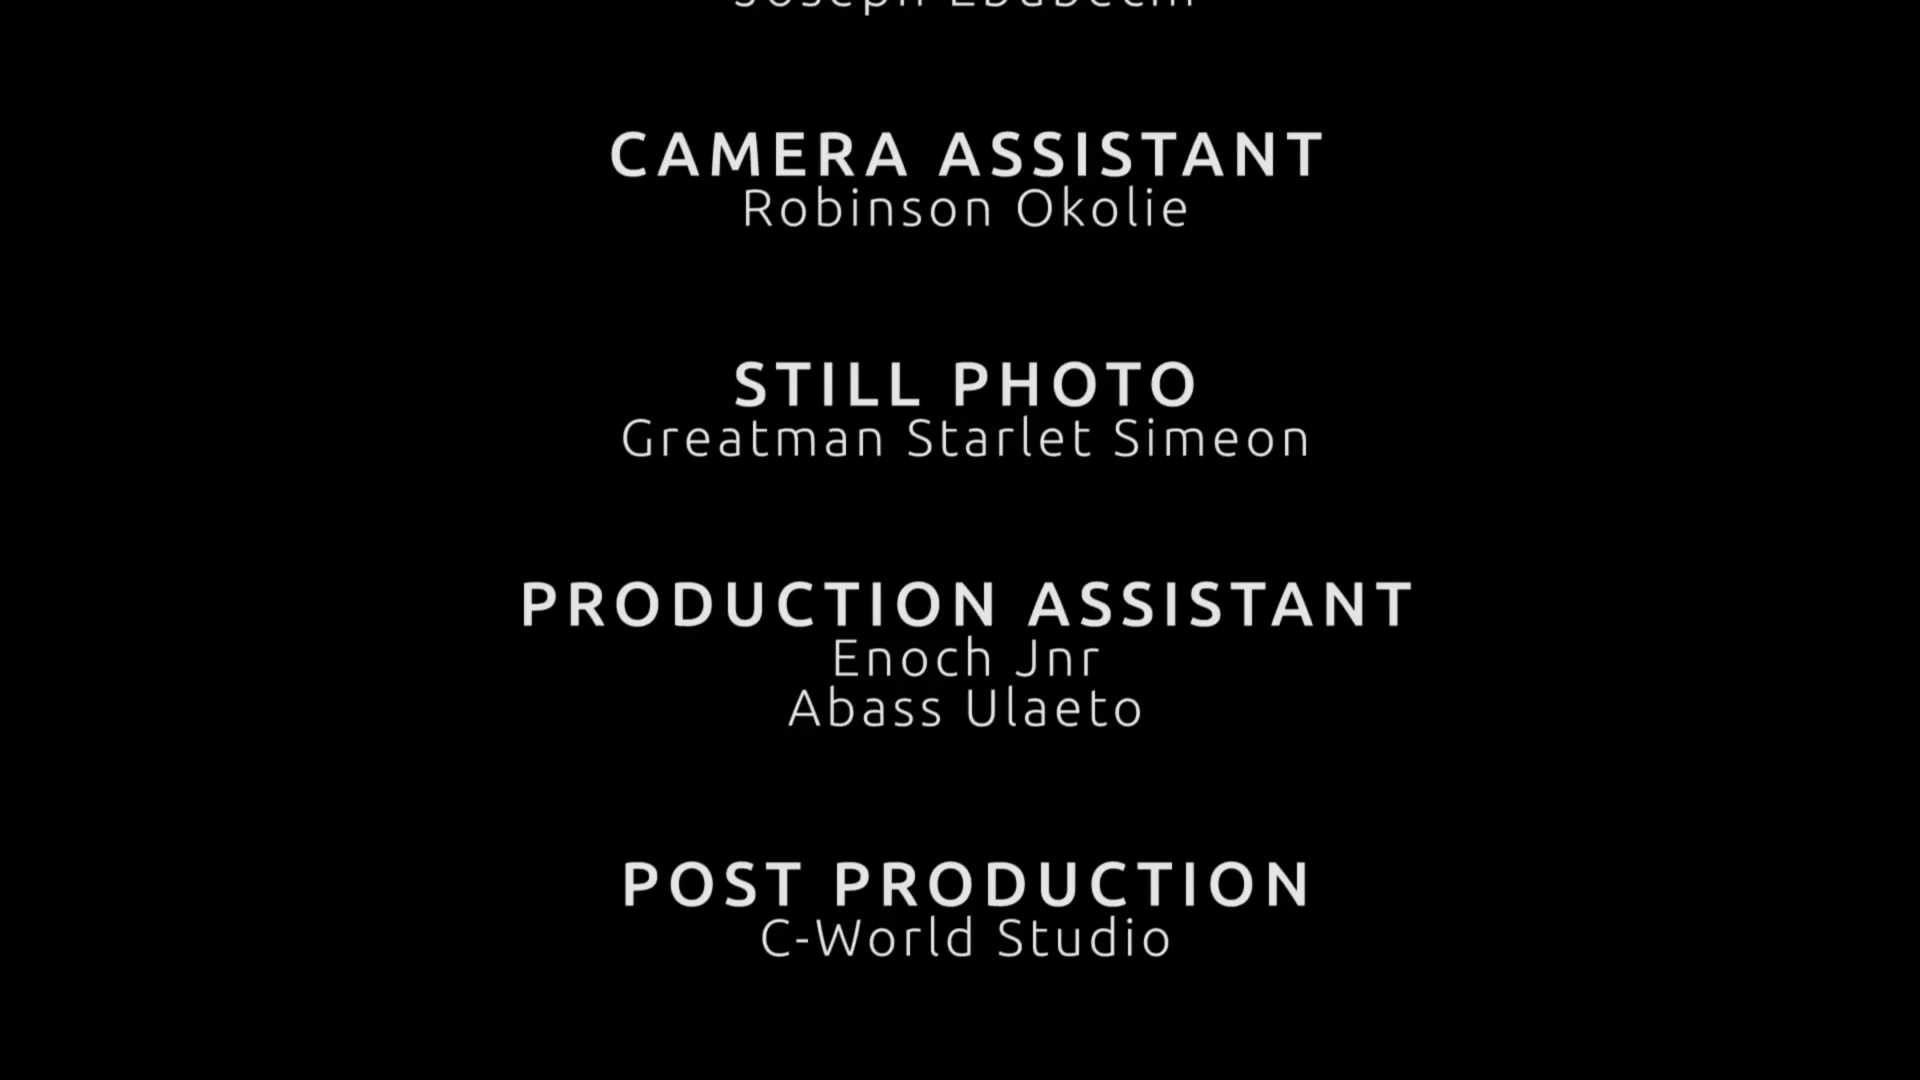 Joseph
CAMERA ASSISTANT
Robinson Okolie
STILL PHOTO
Greatman Starlet Simeon
PRODUCTION ASSISTANT
Enoch Jnr
Abass Ulaeto
POST PRODUCTION
C-World Studio